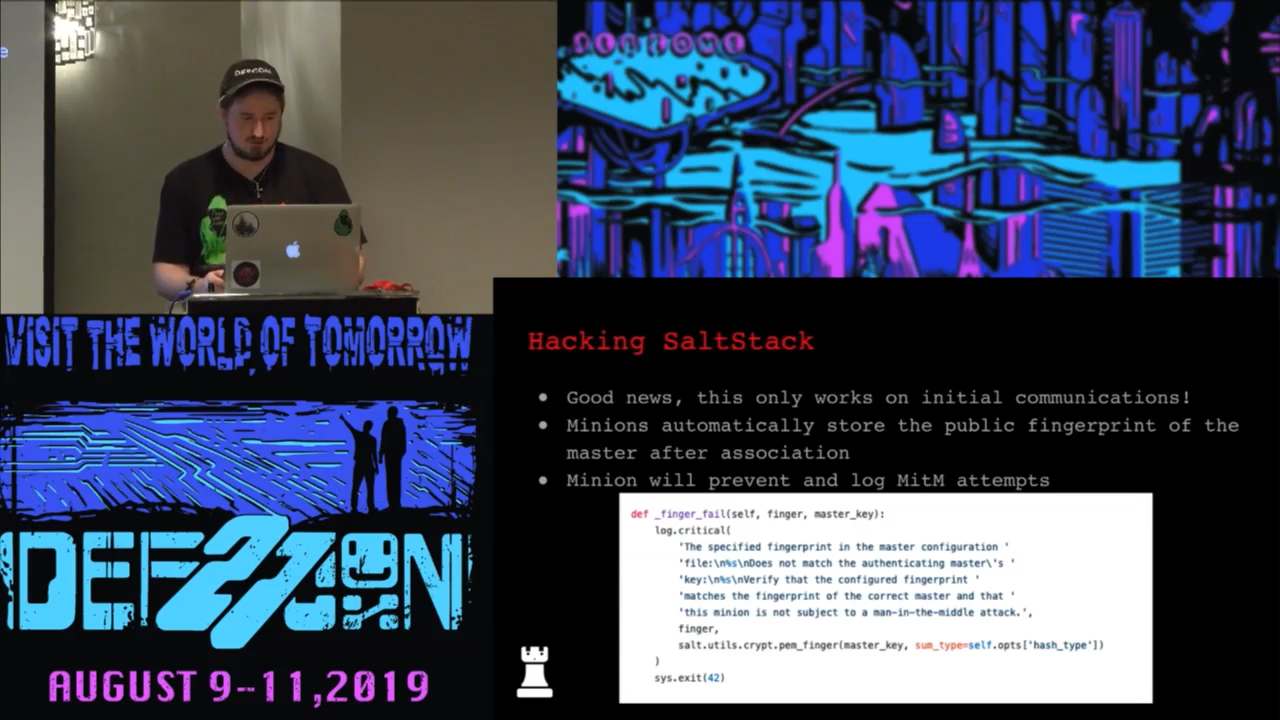 DEFCON
WELCOME
VISIT THE WORLD OF TOMORROW
DEF27CON
AUGUST 9-11,2019
Hacking SaltStack
● Good news, this only works on initial communications!
● Minions automatically store the public fingerprint of the
master after association
● Minion will prevent and log MitM attempts
def _finger_fail(self, finger, master_key):
log.critical(
'The specified fingerprint in the master configuration '
'file:\n%s\nDoes not match the authenticating master\'s '
'key:\n%s\nVerify that the configured fingerprint '
'matches the fingerprint of the correct master and that '
'this minion is not subject to a man-in-the-middle attack.',
finger,
salt.utils.crypt.pem_finger(master_key, sum_type=self.opts['hash_type'])
)
sys.exit(42)